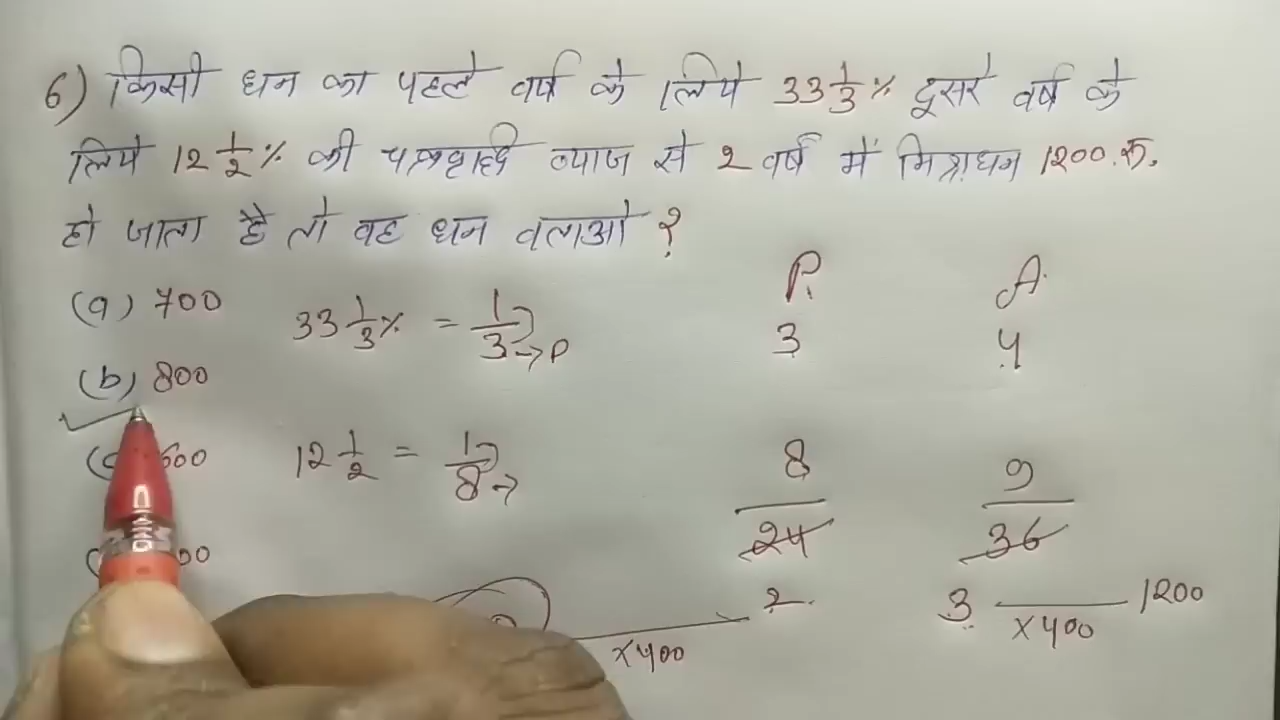 6) किसी धन का पहले वर्ष के लिये 33 1/3 % दूसरे वर्ष के
लिये 12 1/2 % की चक्रवृद्धि ब्याज से 2 वर्ष में मिश्रधन 1200 रु.
हो जाता है तो वह धन बताओ ?
(a) 700
(b) 800
33 1/3 % = 1/3 → P
12 1/2 = 1/8 →
P. A.
3 4
8 9
24 36
2 3 1200
×400 ×400